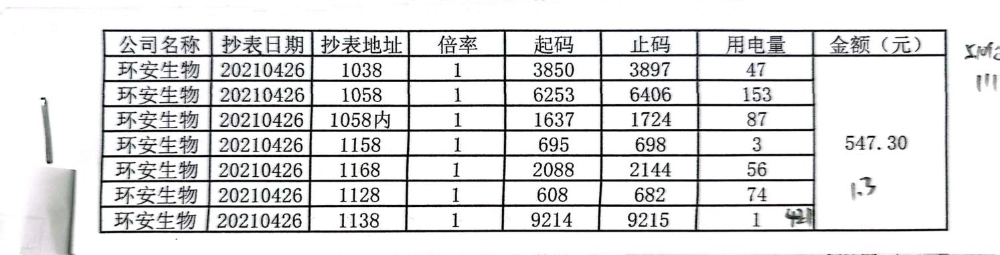 公司名称 抄表日期 抄表地址 倍率 起码 止码 用电量 金额（元）
环安生物 20210426 1038 1 3850 3897 47
环安生物 20210426 1058 1 6253 6406 153
环安生物 20210426 1058内 1 1637 1724 87
环安生物 20210426 1158 1 695 698 3 547.30
环安生物 20210426 1168 1 2088 2144 56
环安生物 20210426 1128 1 608 682 74 1.3
环安生物 20210426 1138 1 9214 9215 1 421